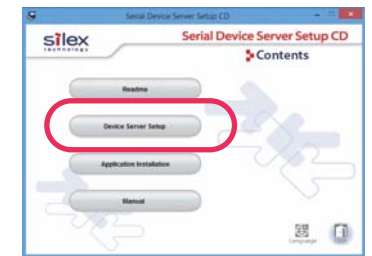 Serial Device Server Setup CD
silex
technology
Serial Device Server Setup CD
Contents
Readme
Device Server Setup
Application Installation
Manual
Language